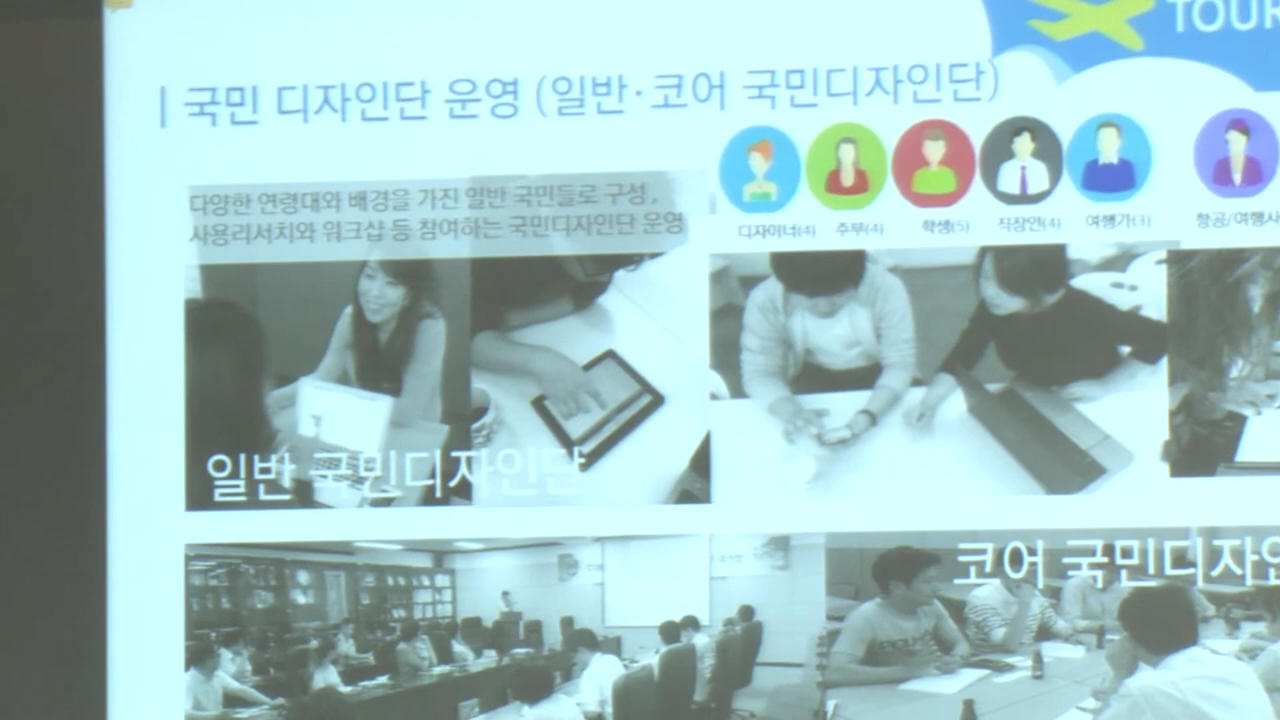 TOUR
| 국민 디자인단 운영 (일반·코어 국민디자인단)
다양한 연령대와 배경을 가진 일반 국민들로 구성,
사용리서치와 워크샵 등 참여하는 국민디자인단 운영
디자이너(4) 주부(4) 학생(5) 직장인(4) 여행가(3) 항공/여행사
일반 국민디자인단
코어 국민디자인